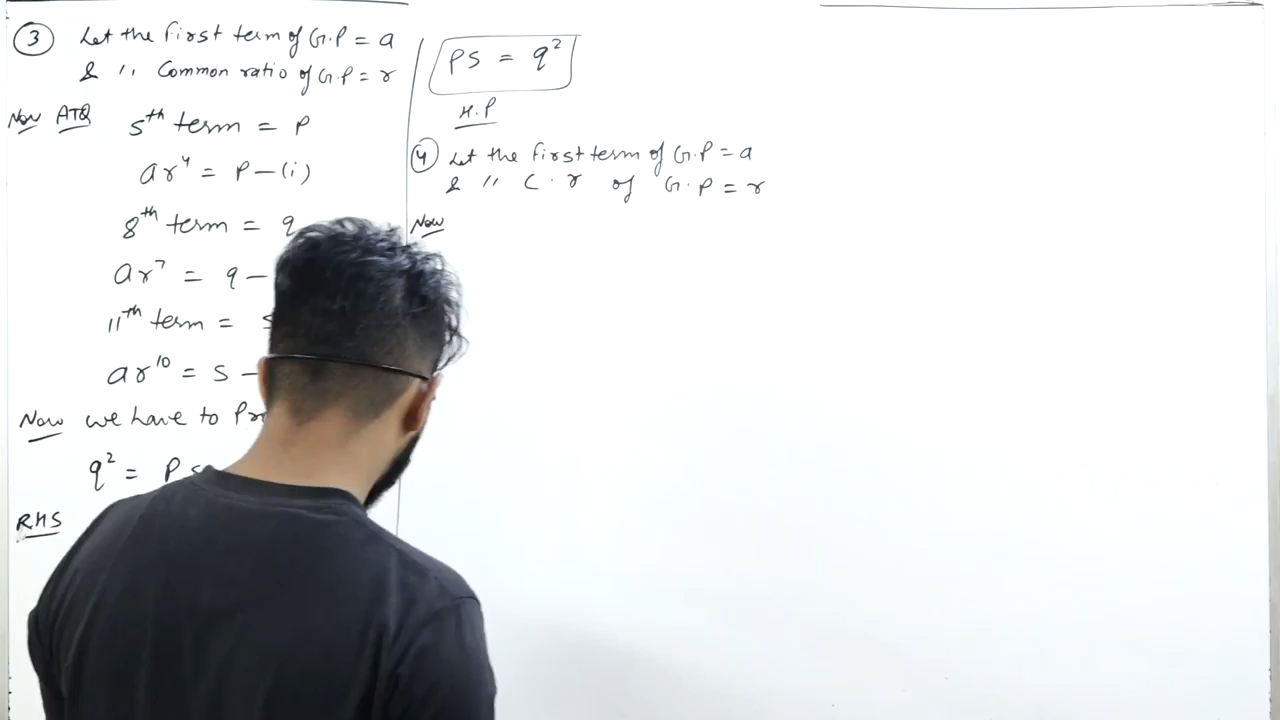 ③ Let the first term of G.P = a
& 〃 Common ratio of G.P = r
Now ATQ
5th term = P
ar⁴ = P – (i)
8th term = q
ar⁷ = q –
11th term =
ar¹⁰ = S –
Now we have to
q² = P
RHS
PS = q²
H.P
④ Let the first term of G.P = a
& 〃 C.r of G.P = r
Now